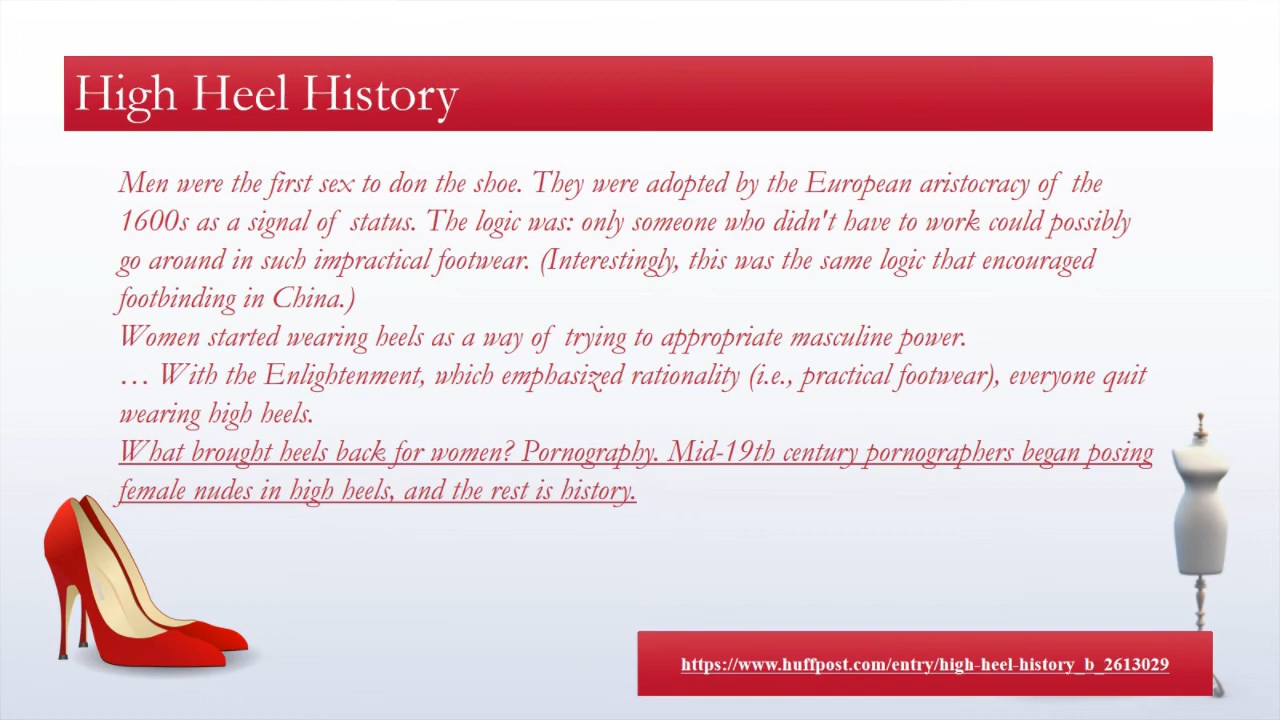 High Heel History
Men were the first sex to don the shoe. They were adopted by the European aristocracy of the
1600s as a signal of status. The logic was: only someone who didn't have to work could possibly
go around in such impractical footwear. (Interestingly, this was the same logic that encouraged
footbinding in China.)
Women started wearing heels as a way of trying to appropriate masculine power.
… With the Enlightenment, which emphasized rationality (i.e., practical footwear), everyone quit
wearing high heels.
What brought heels back for women? Pornography. Mid-19th century pornographers began posing
female nudes in high heels, and the rest is history.
https://www.huffpost.com/entry/high-heel-history_b_2613029